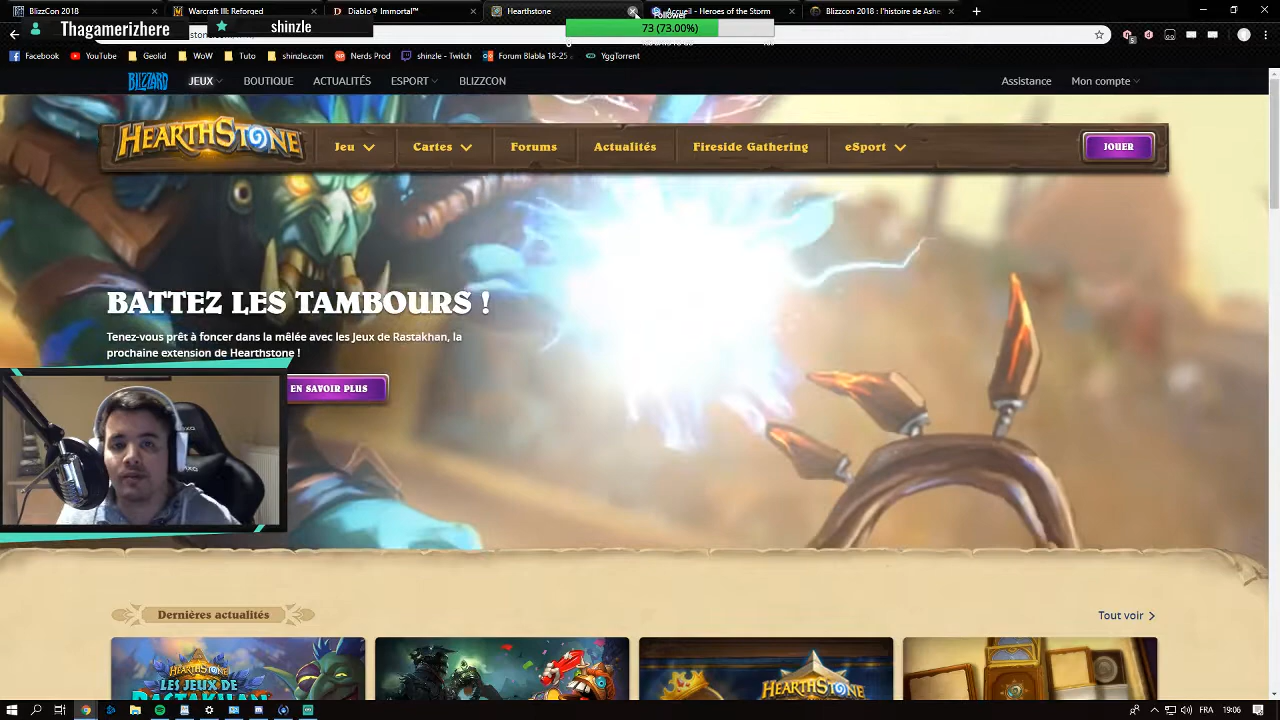 BlizzCon 2018
Warcraft III: Reforged
Diablo® Immortal™
Hearthstone
Accueil - Heroes of the Storm
Blizzcon 2018 : l'histoire de Ashe
Follower
Thagamerizhere
shinzle
73 (73.00%)
Facebook
YouTube
Geolid
WoW
Tuto
shinzle.com
Nerds Prod
shinzle - Twitch
Forum Blabla 18-25
YggTorrent
BLIZZARD
JEUX
BOUTIQUE
ACTUALITÉS
ESPORT
BLIZZCON
Assistance
Mon compte
HEARTHSTONE
Jeu
Cartes
Forums
Actualités
Fireside Gathering
eSport
JOUER
BATTEZ LES TAMBOURS !
Tenez-vous prêt à foncer dans la mêlée avec les Jeux de Rastakhan, la
prochaine extension de Hearthstone !
EN SAVOIR PLUS
Dernières actualités
Tout voir
HEARTHSTONE
LES JEUX DE
RASTAKHAN
HEARTHSTONE
FRA
19:06